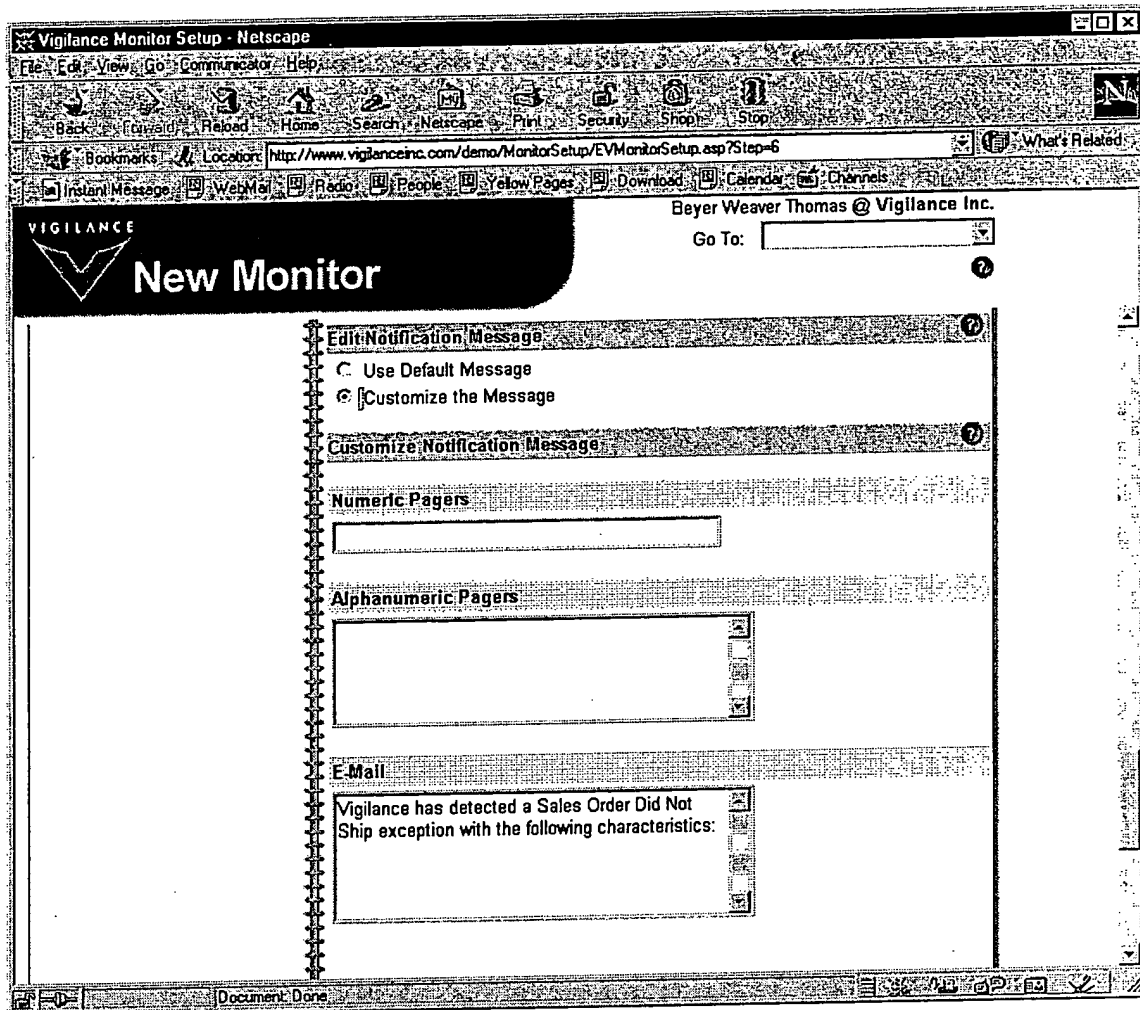 Vigilance Monitor Setup - Netscape
File Edit View Go Communicator Help
Back Forward Reload Home Search Netscape Print Security Shop Stop
Bookmarks Location: http://www.vigilanceinc.com/demo/MonitorSetup/EVMonitorSetup.asp?Step=6 What's Related
Instant Message WebMail Radio People Yellow Pages Download Calendar Channels
VIGILANCE
New Monitor
Beyer Weaver Thomas @ Vigilance Inc.
Go To:
Edit Notification Message
Use Default Message
Customize the Message
Customize Notification Message
Numeric Pagers
Alphanumeric Pagers
E-Mail
Vigilance has detected a Sales Order Did Not
Ship exception with the following characteristics:
Document: Done